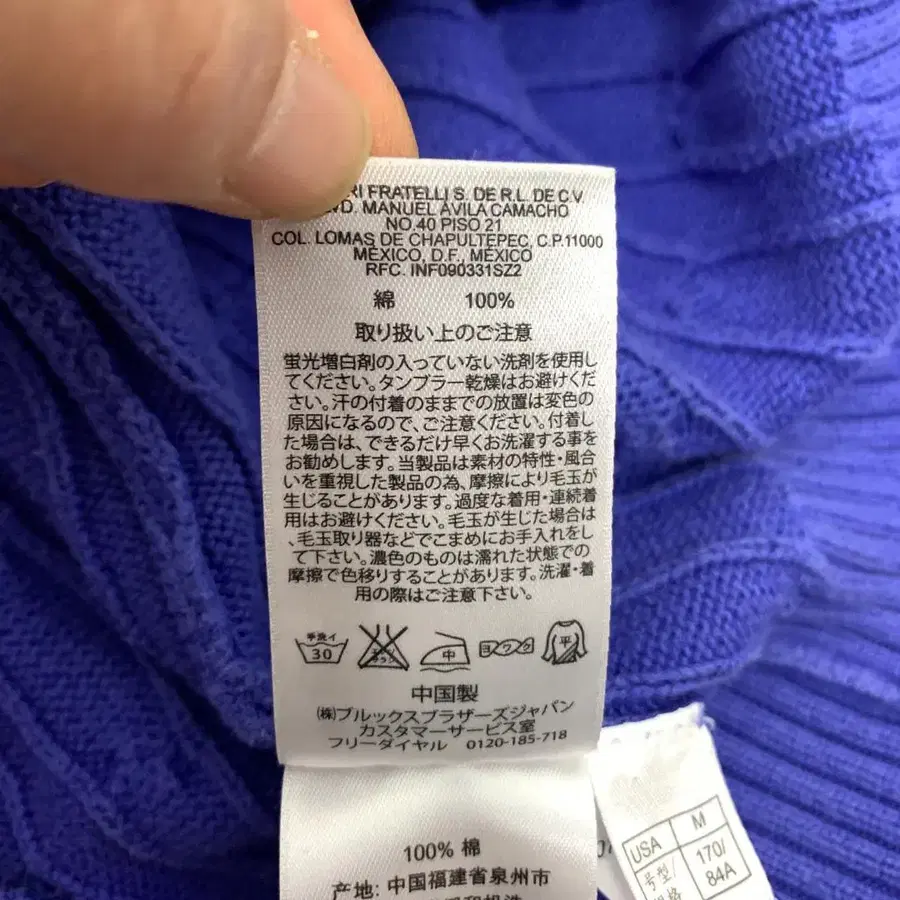 RI FRATELLI S. DE R.L. DE C.V.
VD. MANUEL AVILA CAMACHO
NO.40 PISO 21
COL. LOMAS DE CHAPULTEPEC, C.P.11000
MEXICO, D.F., MEXICO
RFC. INF090331SZ2
綿 100%
取り扱い上のご注意
蛍光増白剤の入っていない洗剤を使用し
てください。タンブラー乾燥はお避けくだ
さい。汗の付着のままでの放置は変色の
原因になるので、ご注意ください。付着し
た場合は、できるだけ早くお洗濯する事を
お勧めします。当製品は素材の特性・風合
いを重視した製品の為、摩擦により毛玉が
生じることがあります。過度な着用・連続着
用はお避けください。毛玉が生じた場合は
、毛玉取り器などでこまめにお手入れをし
て下さい。濃色のものは濡れた状態での
摩擦で色移りすることがあります。洗濯・着
用の際はご注意下さい。
手洗イ
30
エンソ
サラシ
中
ヨワク
平
中国製
㈱ブルックスブラザーズジャパン
カスタマーサービス室
フリーダイヤル 0120-185-718
100% 棉
产地: 中国福建省泉州市
USA M
号型/ 170/
84A